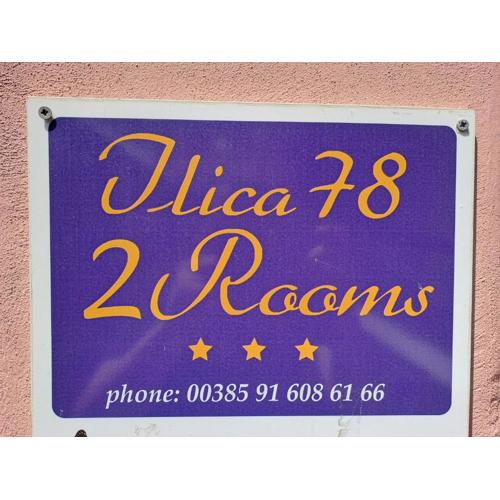 Ilica 78
2 Rooms
★ ★ ★
phone: 00385 91 608 61 66